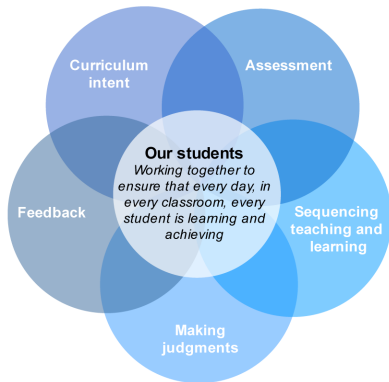 Curriculum
intent
Assessment
Our students
Working together to
ensure that every day, in
every classroom, every
student is learning and
achieving
Feedback
Sequencing
teaching and
learning
Making
judgments